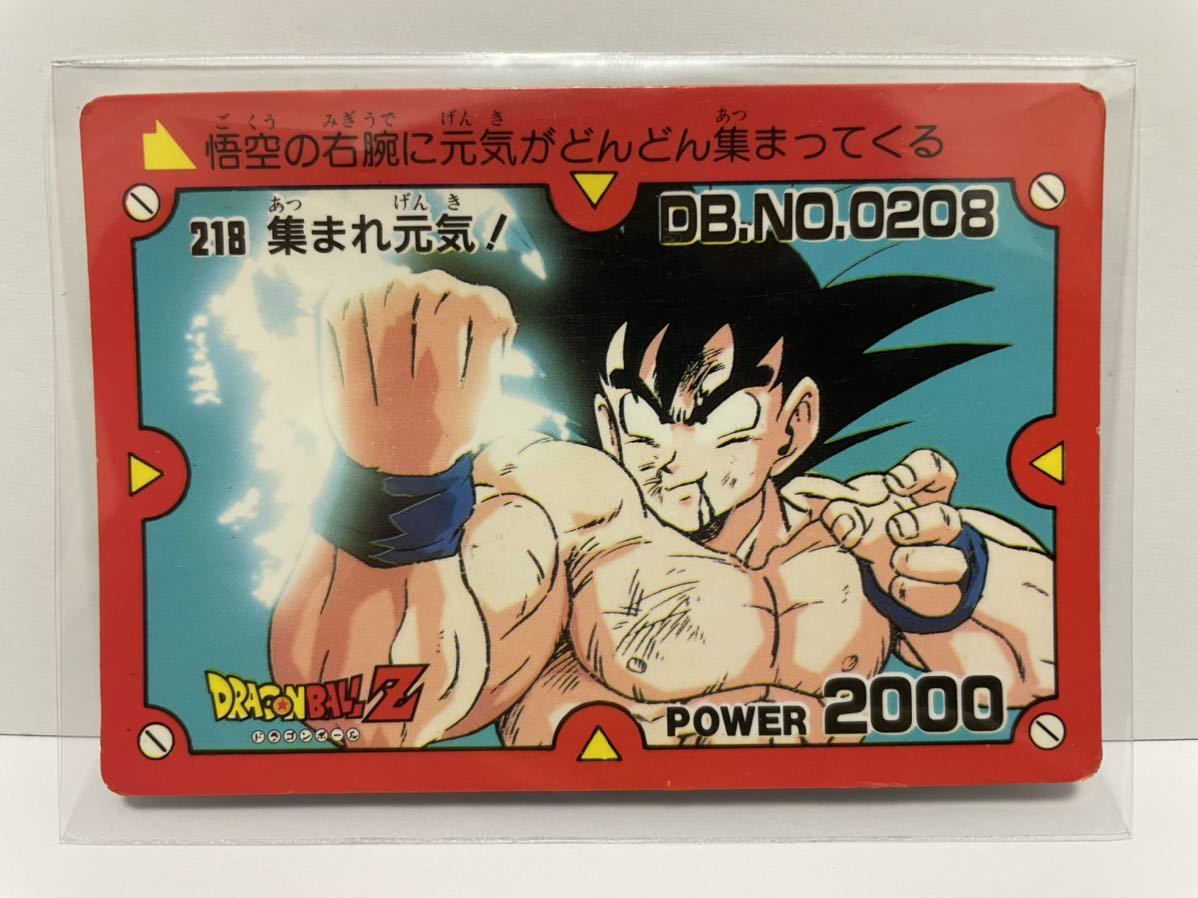 ごくう みぎうで げんき あつ
悟空の右腕に元気がどんどん集まってくる
あつ げんき
218 集まれ元気!
DB.NO.0208
DRAGONBALL Z
ドラゴンボール
POWER 2000